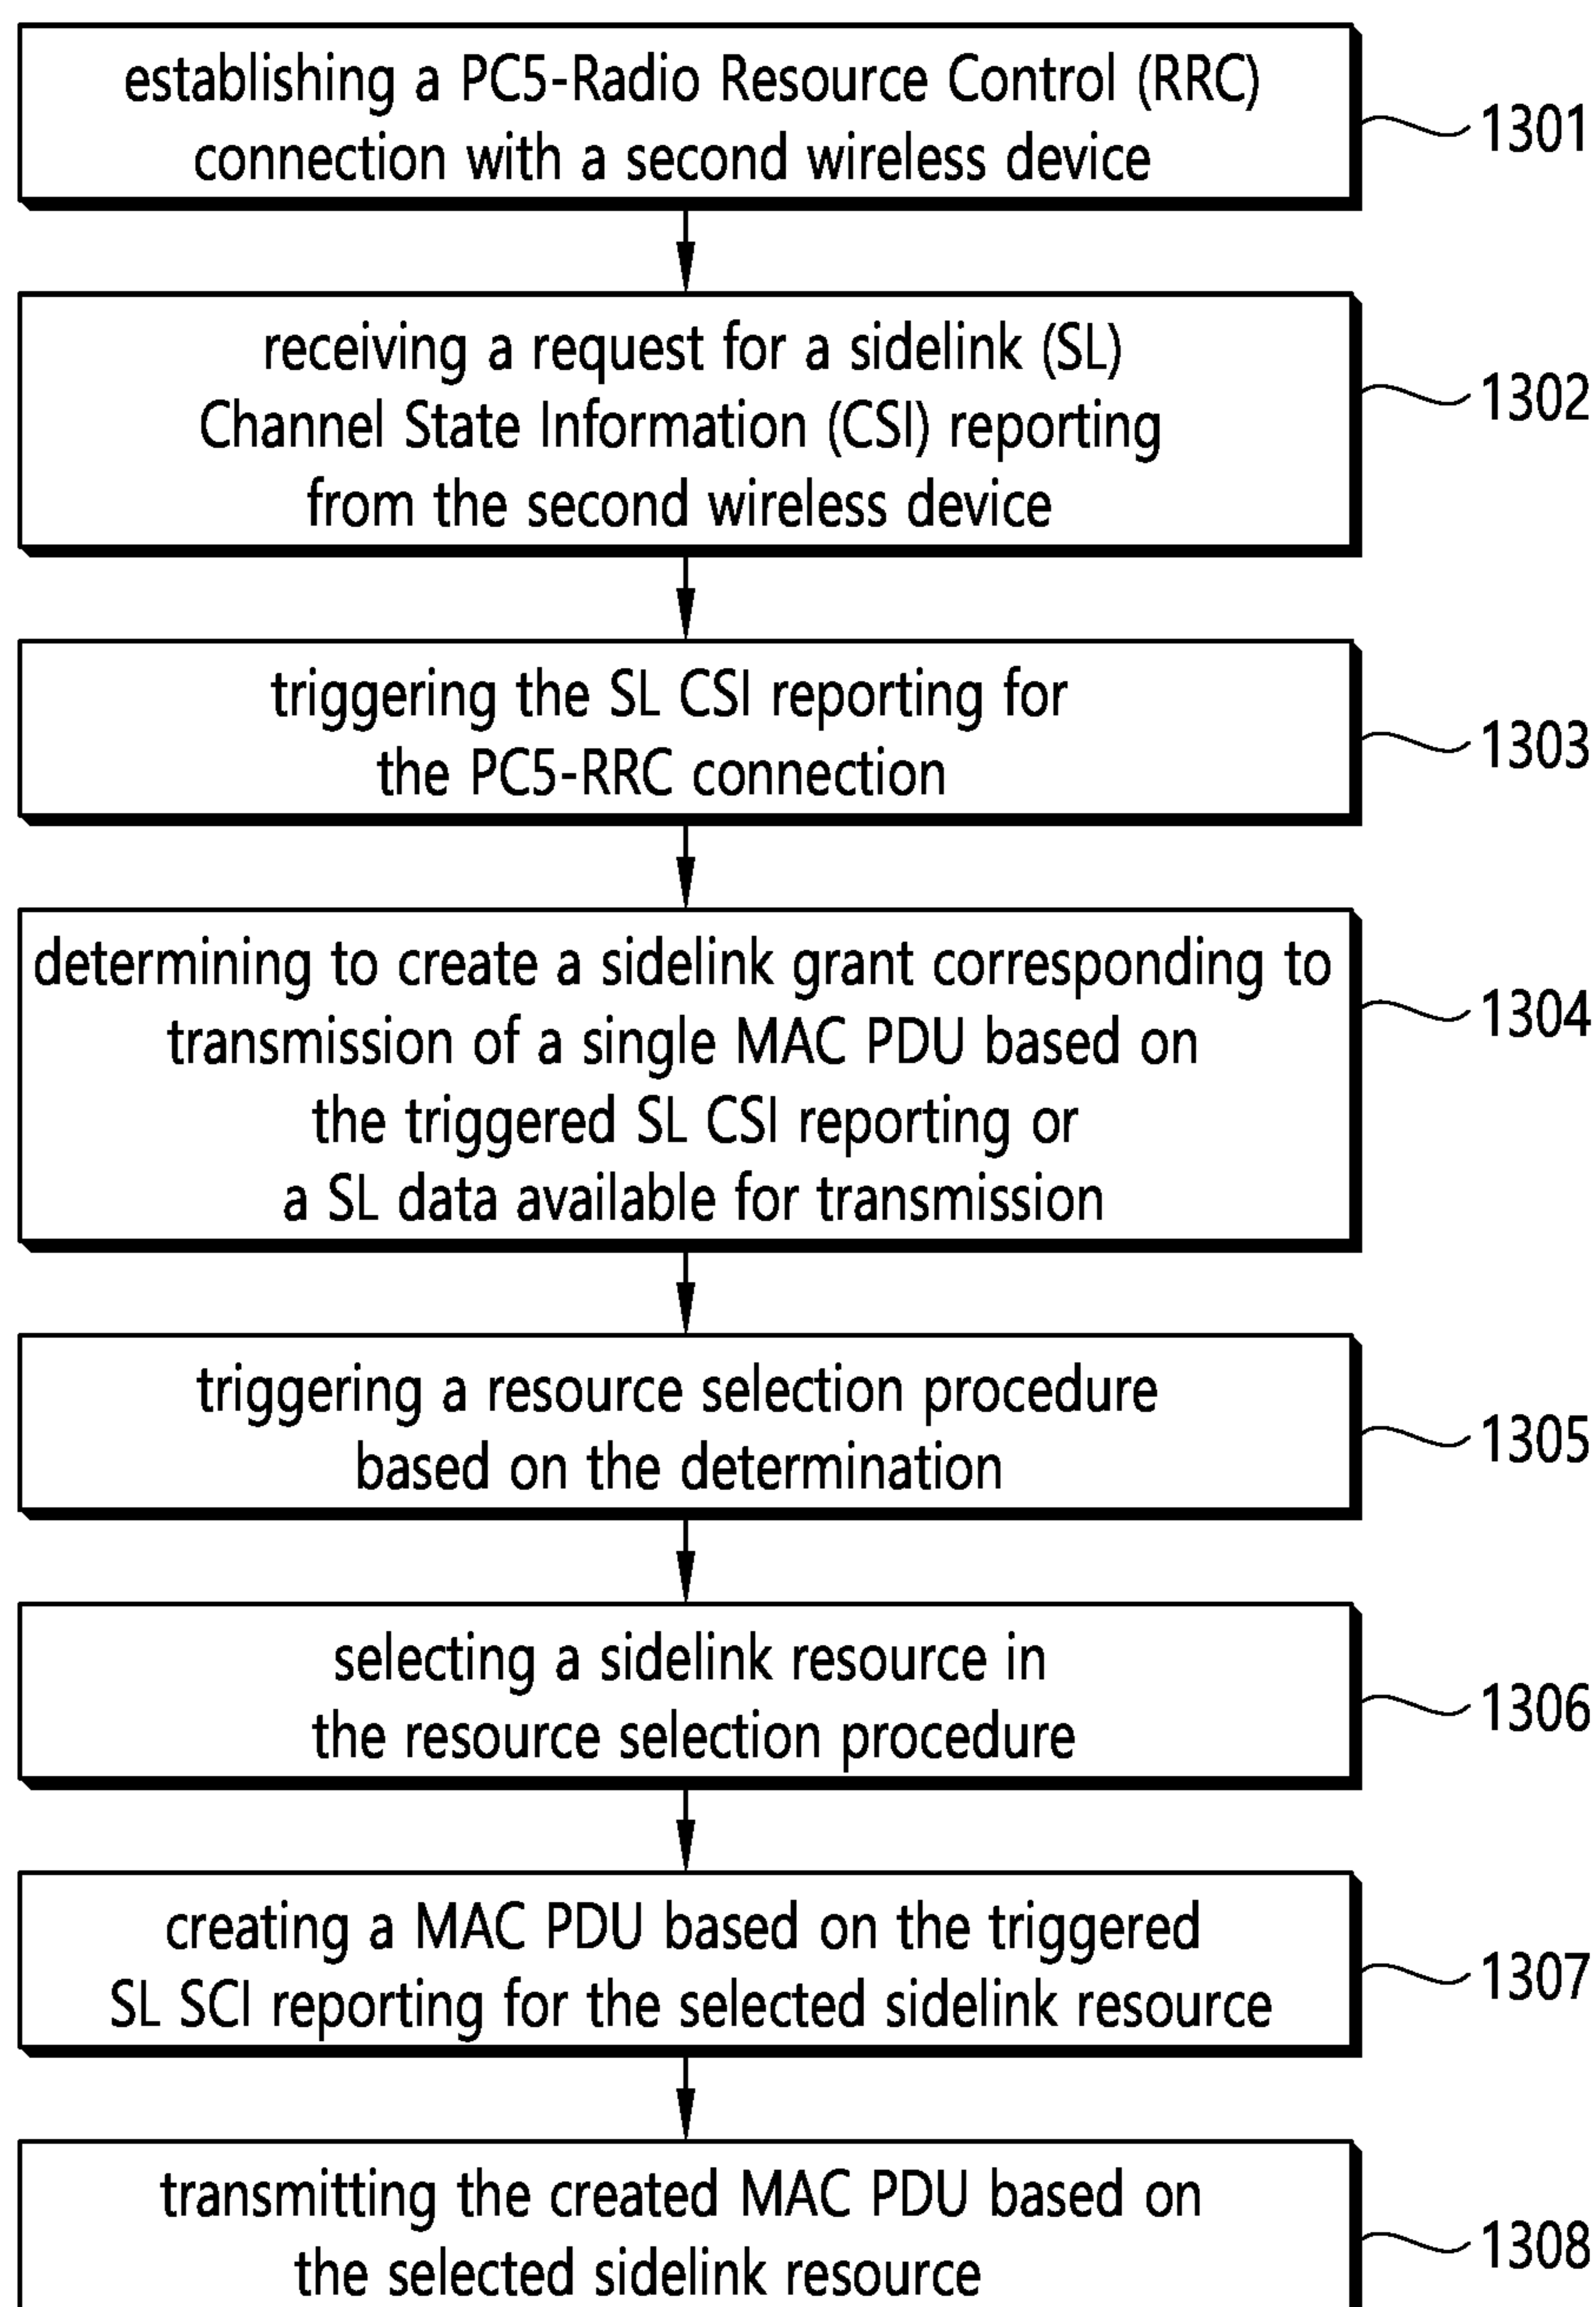 establishing a PC5-Radio Resource Control (RRC)
connection with a second wireless device
1301
receiving a request for a sidelink (SL)
Channel State Information (CSI) reporting
from the second wireless device
1302
triggering the SL CSI reporting for
the PC5-RRC connection
1303
determining to create a sidelink grant corresponding to
transmission of a single MAC PDU based on
the triggered SL CSI reporting or
a SL data available for transmission
1304
triggering a resource selection procedure
based on the determination
1305
selecting a sidelink resource in
the resource selection procedure
1306
creating a MAC PDU based on the triggered
SL SCI reporting for the selected sidelink resource
1307
transmitting the created MAC PDU based on
the selected sidelink resource
1308